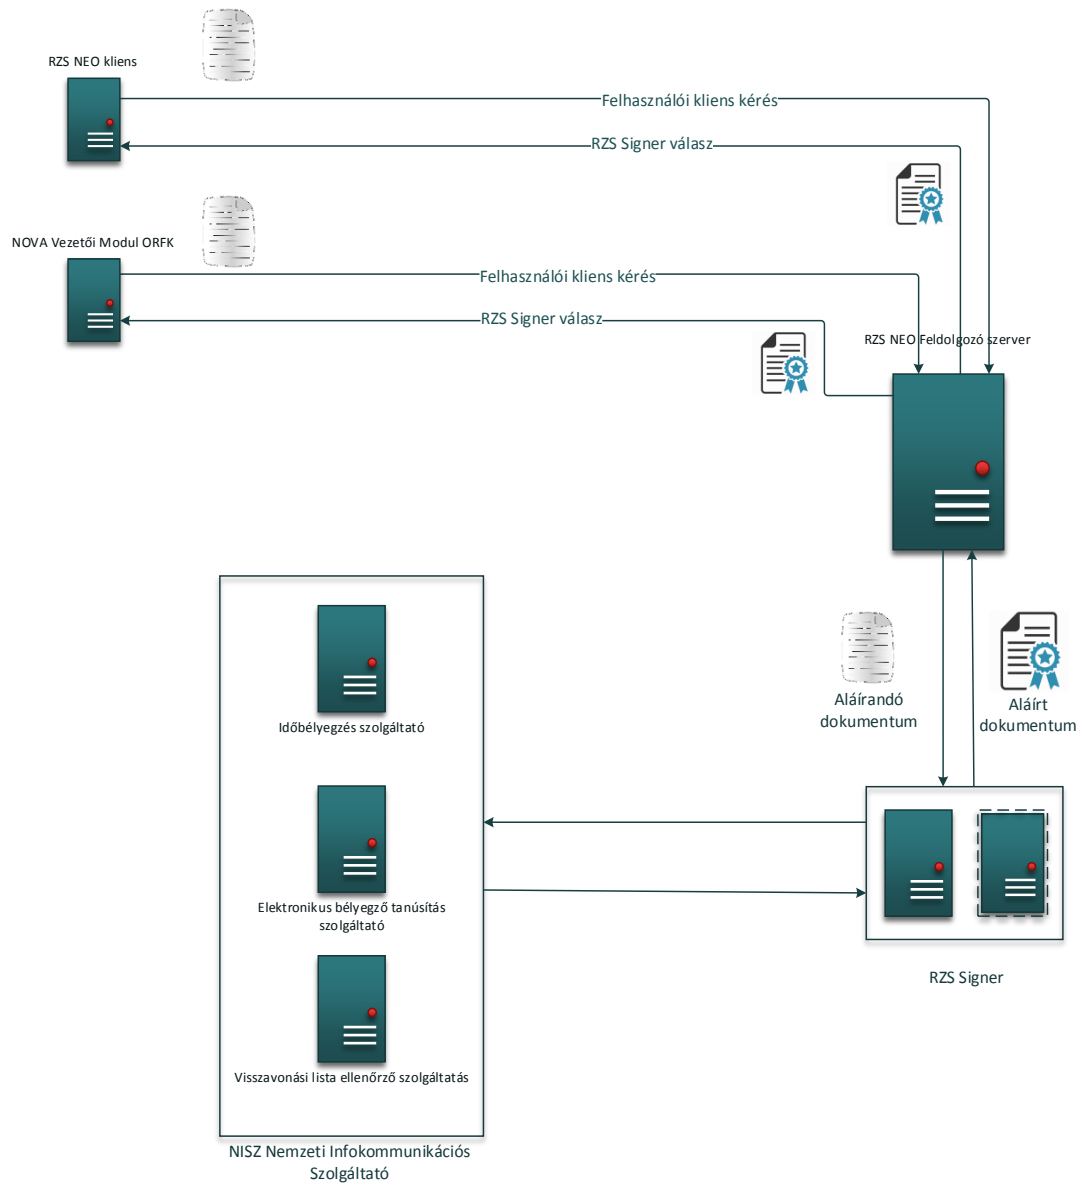 RZS NEO kliens
Felhasználói kliens kérés
RZS Signer válasz
NOVA Vezetői Modul ORFK
Felhasználói kliens kérés
RZS Signer válasz
RZS NEO Feldolgozó szerver
Aláírandó
dokumentum
Aláírt
dokumentum
Időbélyegzés szolgáltató
Elektronikus bélyegző tanúsítás
szolgáltató
RZS Signer
Visszavonási lista ellenőrző szolgáltatás
NISZ Nemzeti Infokommunikációs
Szolgáltató